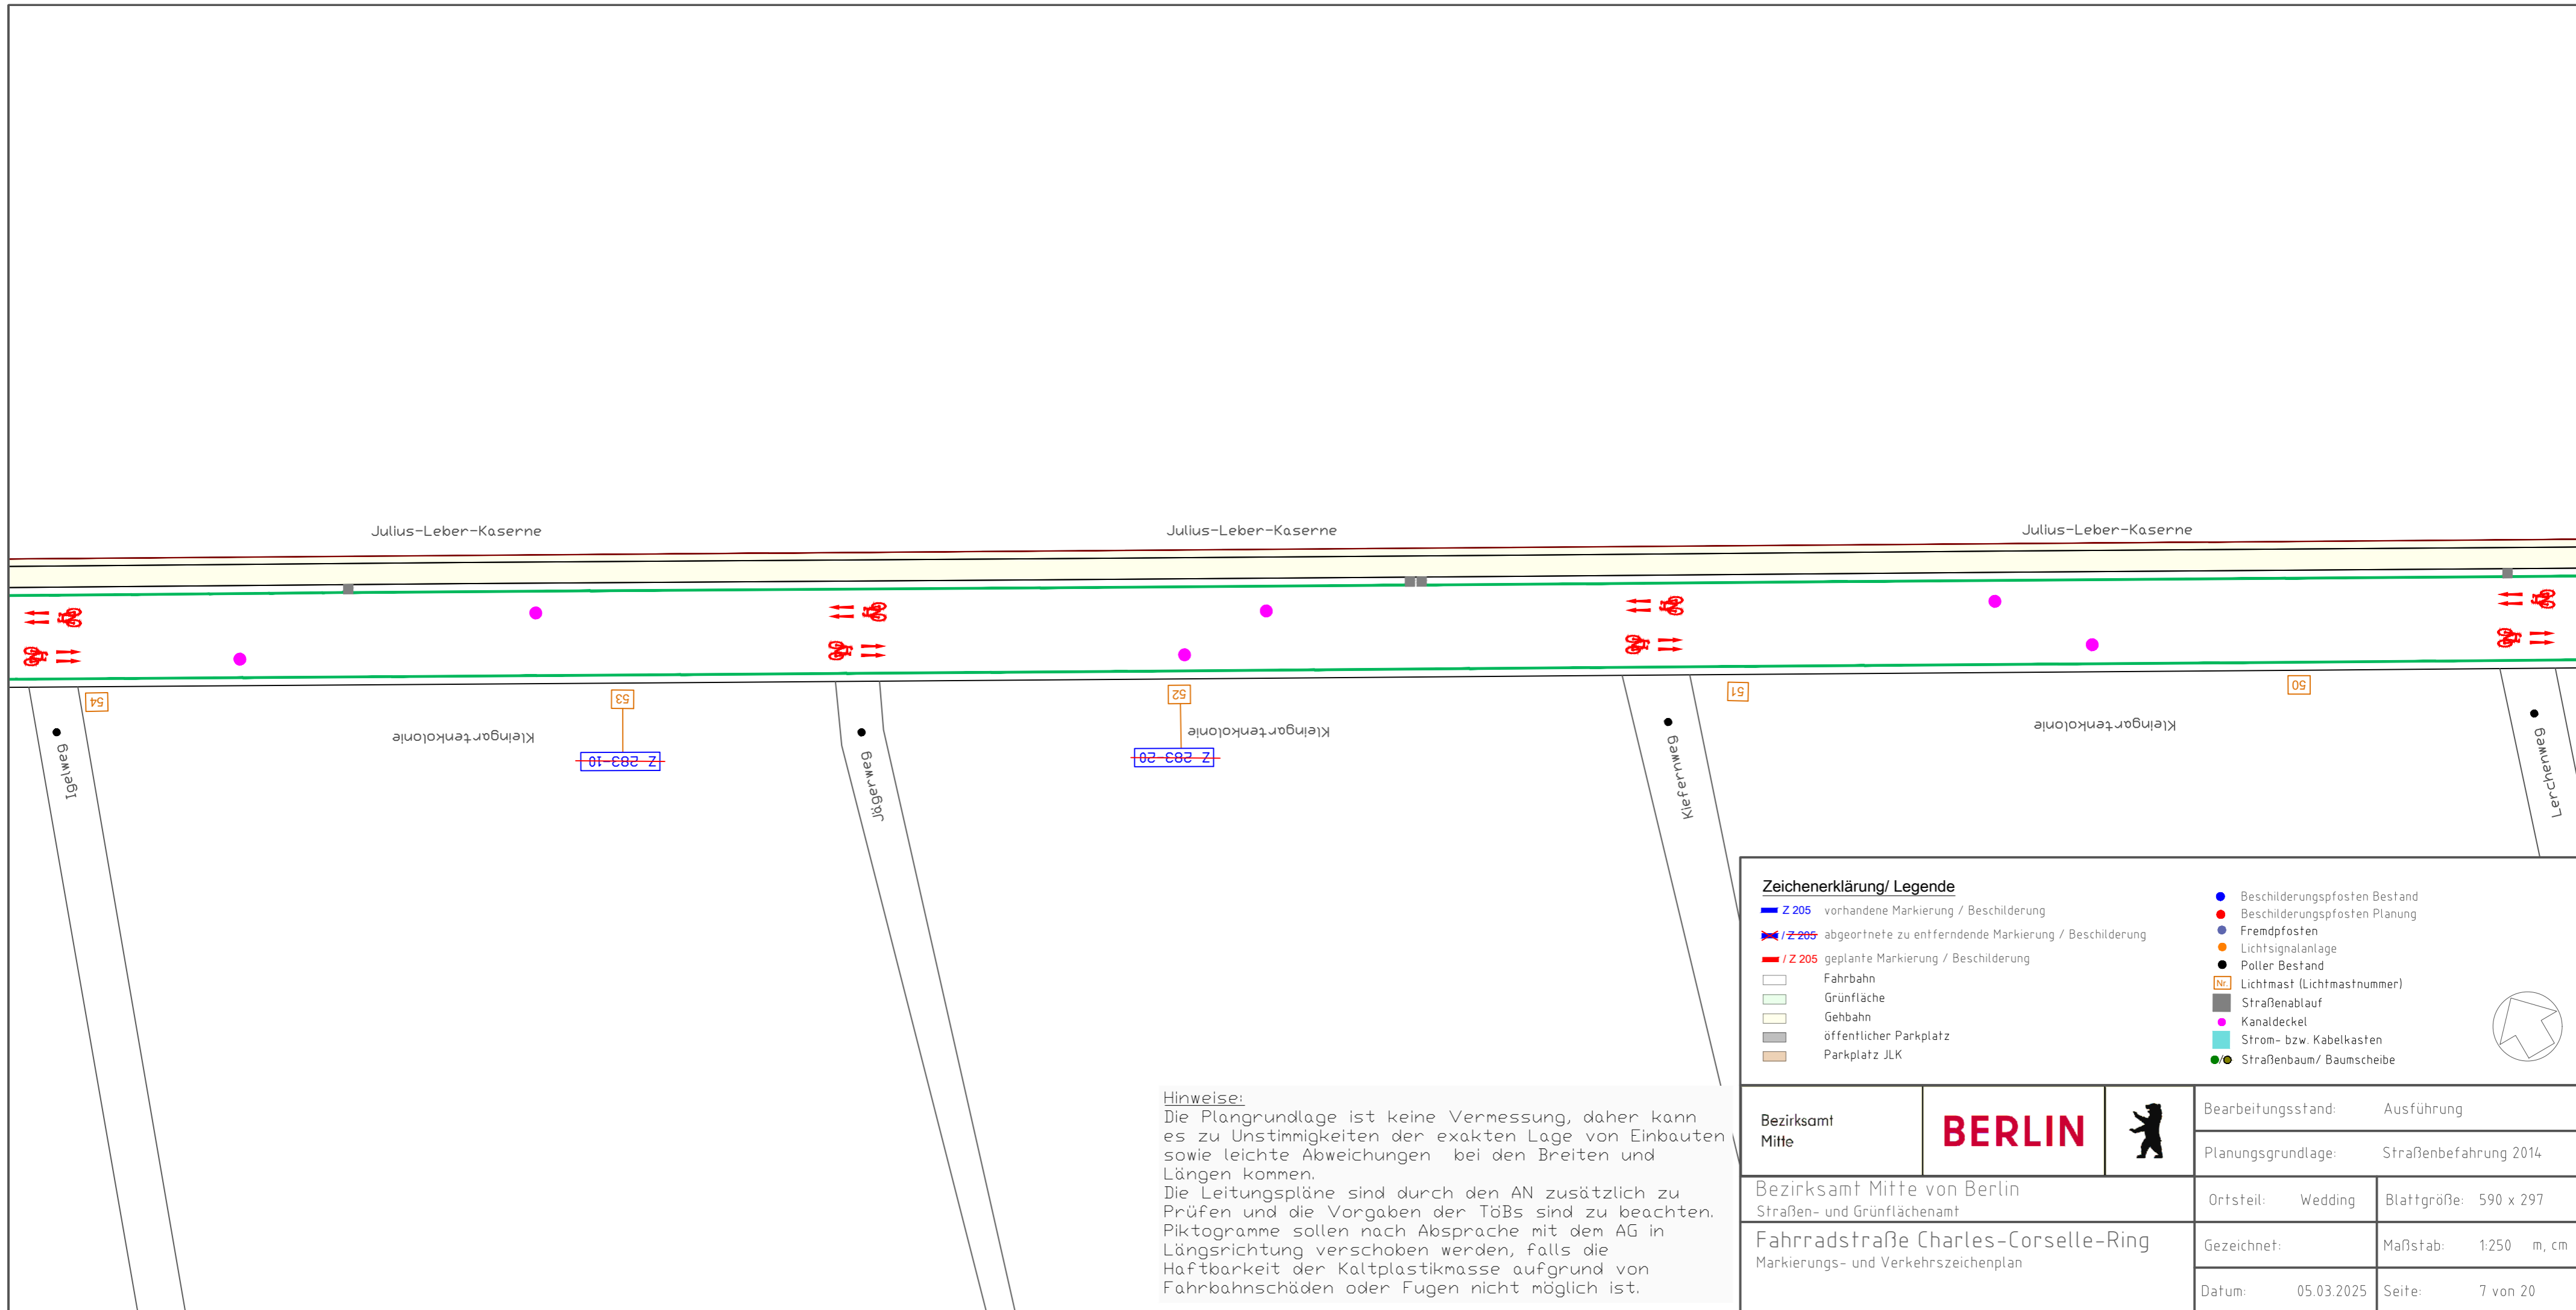 Julius-Leber-Kaserne
Julius-Leber-Kaserne
Julius-Leber-Kaserne
54
53
52
51
50
Kleingartenkolonie
Kleingartenkolonie
Kleingartenkolonie
Z 283-10
Z 283-20
Igelweg
Jägerweg
Kiefernweg
Lerchenweg
Zeichenerklärung/ Legende
Z 205 vorhandene Markierung / Beschilderung
/ Z 205 abgeortnete zu entferndende Markierung / Beschilderung
/ Z 205 geplante Markierung / Beschilderung
Fahrbahn
Grünfläche
Gehbahn
öffentlicher Parkplatz
Parkplatz JLK
Beschilderungspfosten Bestand
Beschilderungspfosten Planung
Fremdpfosten
Lichtsignalanlage
Poller Bestand
Nr. Lichtmast (Lichtmastnummer)
Straßenablauf
Kanaldeckel
Strom- bzw. Kabelkasten
Straßenbaum/ Baumscheibe
Hinweise:
Die Plangrundlage ist keine Vermessung, daher kann
es zu Unstimmigkeiten der exakten Lage von Einbauten
sowie leichte Abweichungen bei den Breiten und
Längen kommen.
Die Leitungspläne sind durch den AN zusätzlich zu
Prüfen und die Vorgaben der TöBs sind zu beachten.
Piktogramme sollen nach Absprache mit dem AG in
Längsrichtung verschoben werden, falls die
Haftbarkeit der Kaltplastikmasse aufgrund von
Fahrbahnschäden oder Fugen nicht möglich ist.
Bezirksamt
Mitte
BERLIN
Bezirksamt Mitte von Berlin
Straßen- und Grünflächenamt
Fahrradstraße Charles-Corselle-Ring
Markierungs- und Verkehrszeichenplan
Bearbeitungsstand: Ausführung
Planungsgrundlage: Straßenbefahrung 2014
Ortsteil: Wedding
Blattgröße: 590 x 297
Gezeichnet:
Maßstab: 1:250 m, cm
Datum: 05.03.2025
Seite: 7 von 20